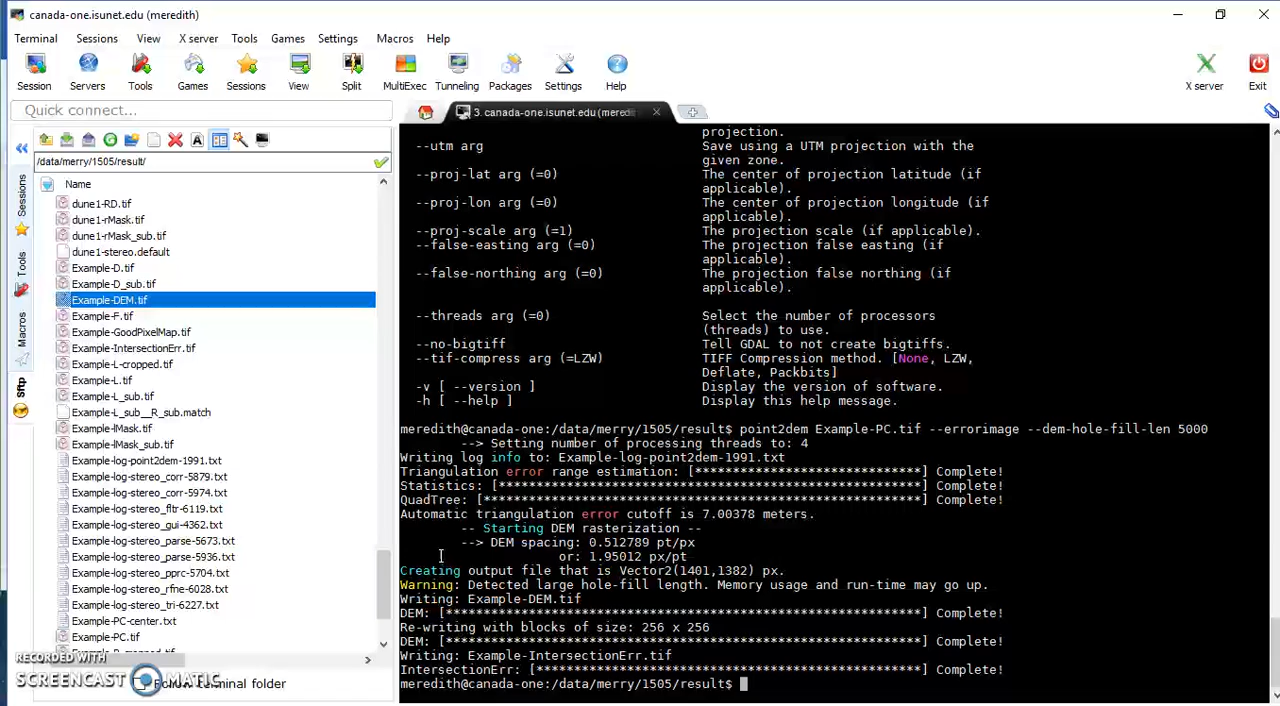 canada-one.isunet.edu (meredith)
Terminal Sessions View X server Tools Games Settings Macros Help
Session Servers Tools Games Sessions View Split MultiExec Tunneling Packages Settings Help X server Exit
Quick connect...
3. canada-one.isunet.edu (mered
/data/merry/1505/result/
Name
Sessions
Tools
Macros
Sftp
dune1-RD.tif
dune1-rMask.tif
dune1-rMask_sub.tif
dune1-stereo.default
Example-D.tif
Example-D_sub.tif
Example-DEM.tif
Example-F.tif
Example-GoodPixelMap.tif
Example-IntersectionErr.tif
Example-L-cropped.tif
Example-L.tif
Example-L_sub.tif
Example-L_sub__R_sub.match
Example-lMask.tif
Example-lMask_sub.tif
Example-log-point2dem-1991.txt
Example-log-stereo_corr-5879.txt
Example-log-stereo_corr-5974.txt
Example-log-stereo_fltr-6119.txt
Example-log-stereo_gui-4362.txt
Example-log-stereo_parse-5673.txt
Example-log-stereo_parse-5936.txt
Example-log-stereo_pprc-5704.txt
Example-log-stereo_rfne-6028.txt
Example-log-stereo_tri-6227.txt
Example-PC-center.txt
Example-PC.tif
RECORDED WITH
SCREENCAST MATIC
terminal folder
projection.
--utm arg Save using a UTM projection with the
given zone.
--proj-lat arg (=0) The center of projection latitude (if
applicable).
--proj-lon arg (=0) The center of projection longitude (if
applicable).
--proj-scale arg (=1) The projection scale (if applicable).
--false-easting arg (=0) The projection false easting (if
applicable).
--false-northing arg (=0) The projection false northing (if
applicable).
--threads arg (=0) Select the number of processors
(threads) to use.
--no-bigtiff Tell GDAL to not create bigtiffs.
--tif-compress arg (=LZW) TIFF Compression method. [None, LZW,
Deflate, Packbits]
-v [ --version ] Display the version of software.
-h [ --help ] Display this help message.
meredith@canada-one:/data/merry/1505/result$ point2dem Example-PC.tif --errorimage --dem-hole-fill-len 5000
--> Setting number of processing threads to: 4
Writing log info to: Example-log-point2dem-1991.txt
Triangulation error range estimation: [******************************] Complete!
Statistics: [**********************************************************] Complete!
QuadTree: [************************************************************] Complete!
Automatic triangulation error cutoff is 7.00378 meters.
-- Starting DEM rasterization --
--> DEM spacing: 0.512789 pt/px
or: 1.95012 px/pt
Creating output file that is Vector2(1401,1382) px.
Warning: Detected large hole-fill length. Memory usage and run-time may go up.
Writing: Example-DEM.tif
DEM: [****************************************************************] Complete!
Re-writing with blocks of size: 256 x 256
DEM: [****************************************************************] Complete!
Writing: Example-IntersectionErr.tif
IntersectionErr: [***************************************************] Complete!
meredith@canada-one:/data/merry/1505/result$